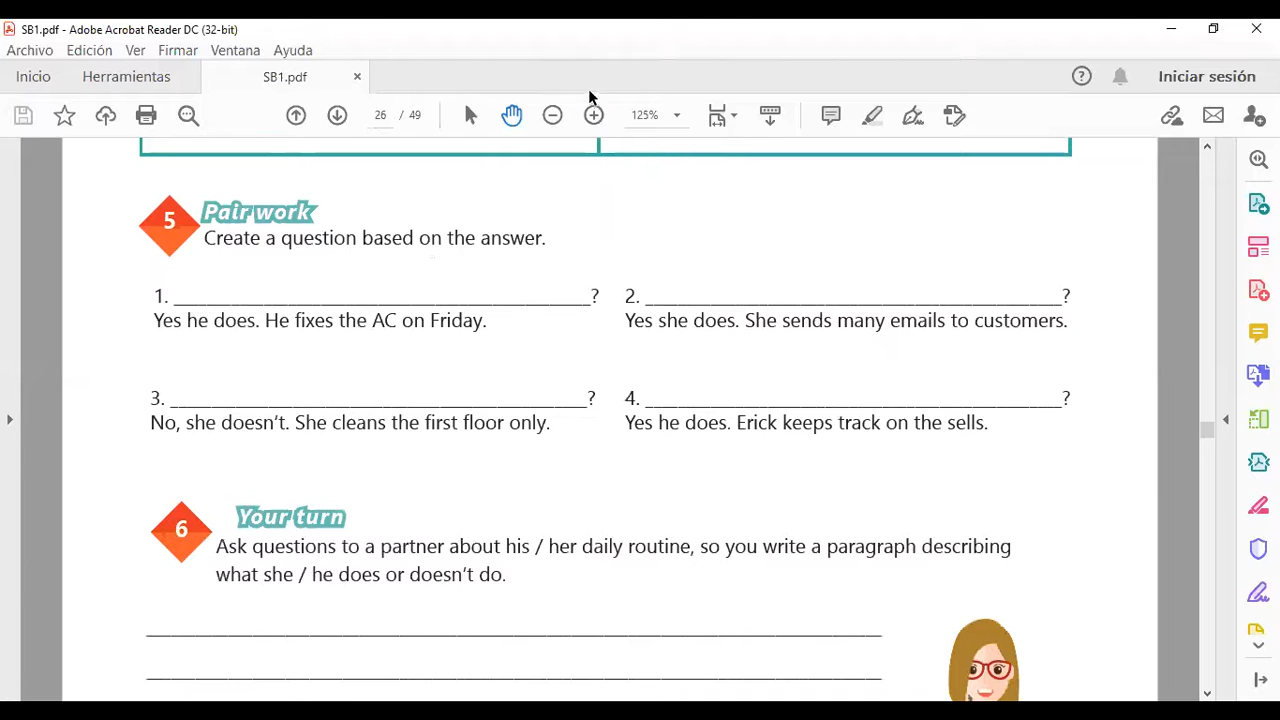 SB1.pdf - Adobe Acrobat Reader DC (32-bit)
Archivo Edición Ver Firmar Ventana Ayuda
Inicio Herramientas SB1.pdf × Iniciar sesión
26 / 49 125%
5 Pair work
Create a question based on the answer.
1. ______________________________________?
Yes he does. He fixes the AC on Friday.
2. ______________________________________?
Yes she does. She sends many emails to customers.
3. ______________________________________?
No, she doesn't. She cleans the first floor only.
4. ______________________________________?
Yes he does. Erick keeps track on the sells.
6 Your turn
Ask questions to a partner about his / her daily routine, so you write a paragraph describing
what she / he does or doesn't do.